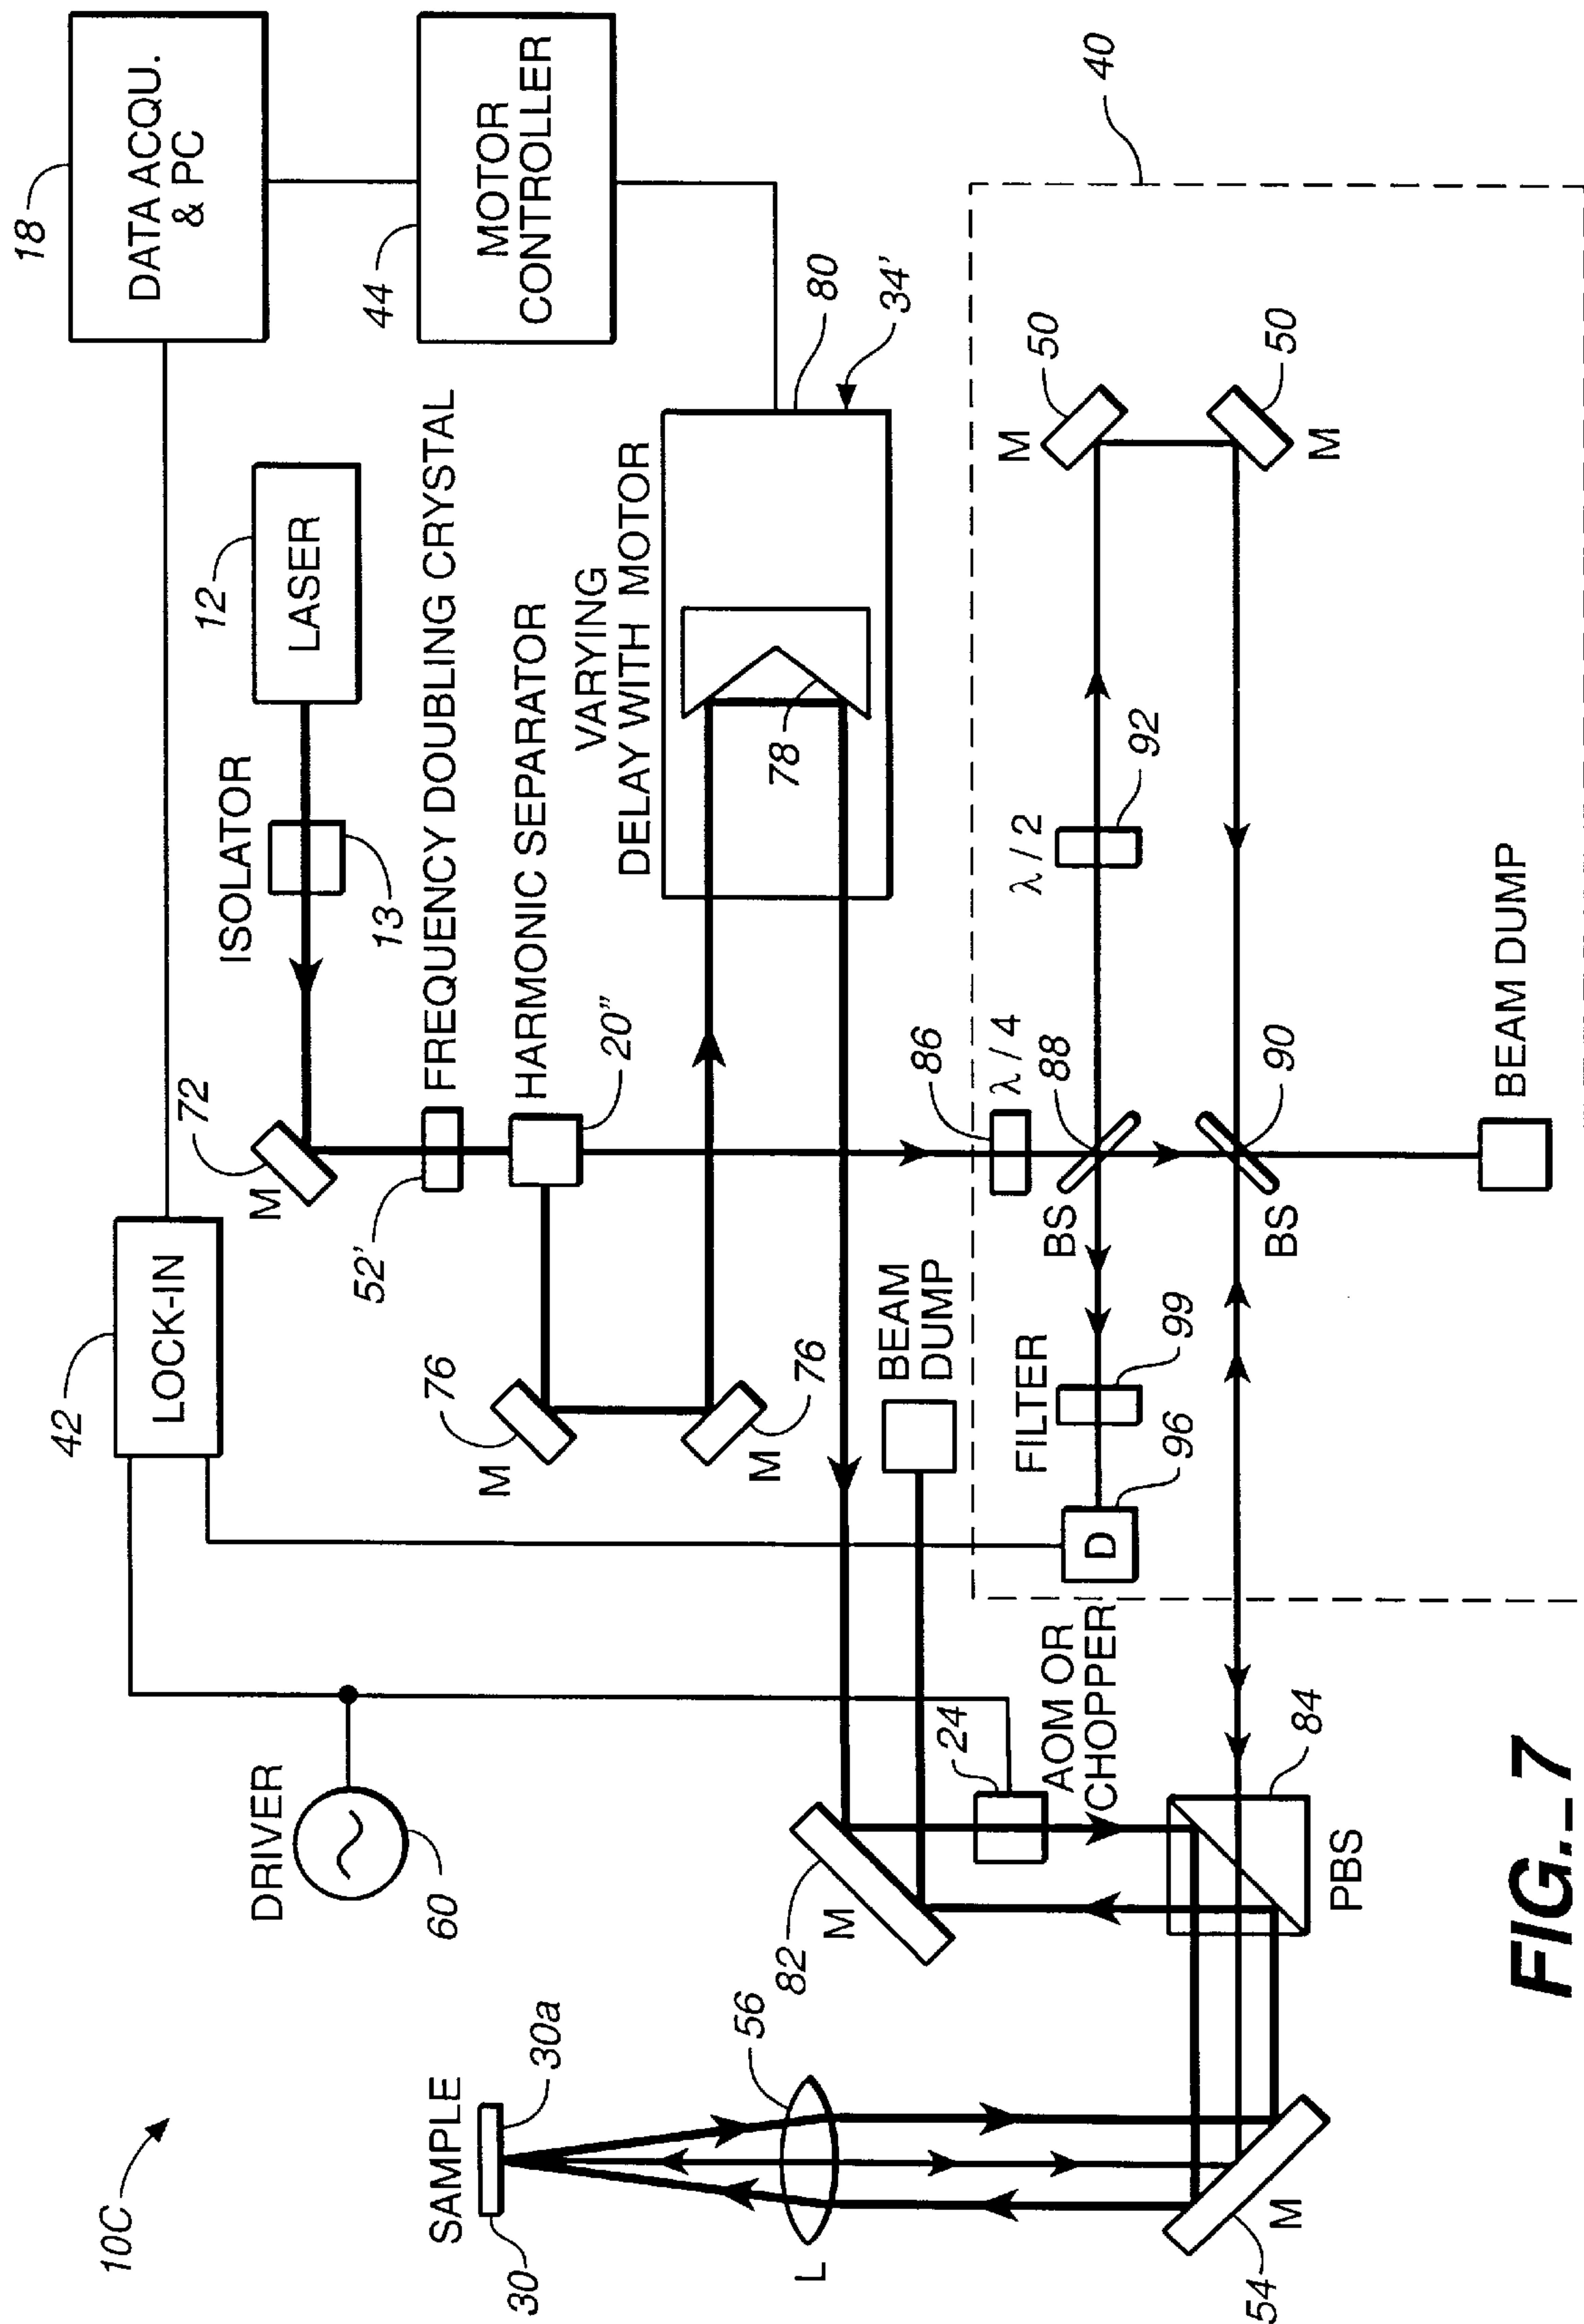 10C
18
DATA ACQU.
& PC
44
MOTOR
CONTROLLER
42
LOCK-IN
DRIVER
60
12
LASER
ISOLATOR
13
72
M
52'
FREQUENCY DOUBLING CRYSTAL
HARMONIC SEPARATOR
20"
76
M
M
76
VARYING
DELAY WITH MOTOR
78
80
34'
SAMPLE
30
30a
56
L
54
M
82
M
24
AOM OR
CHOPPER
84
PBS
BEAM
DUMP
40
86
λ/4
88
BS
λ/2
92
M
50
50
M
FILTER
99
96
D
90
BS
BEAM DUMP
FIG._7